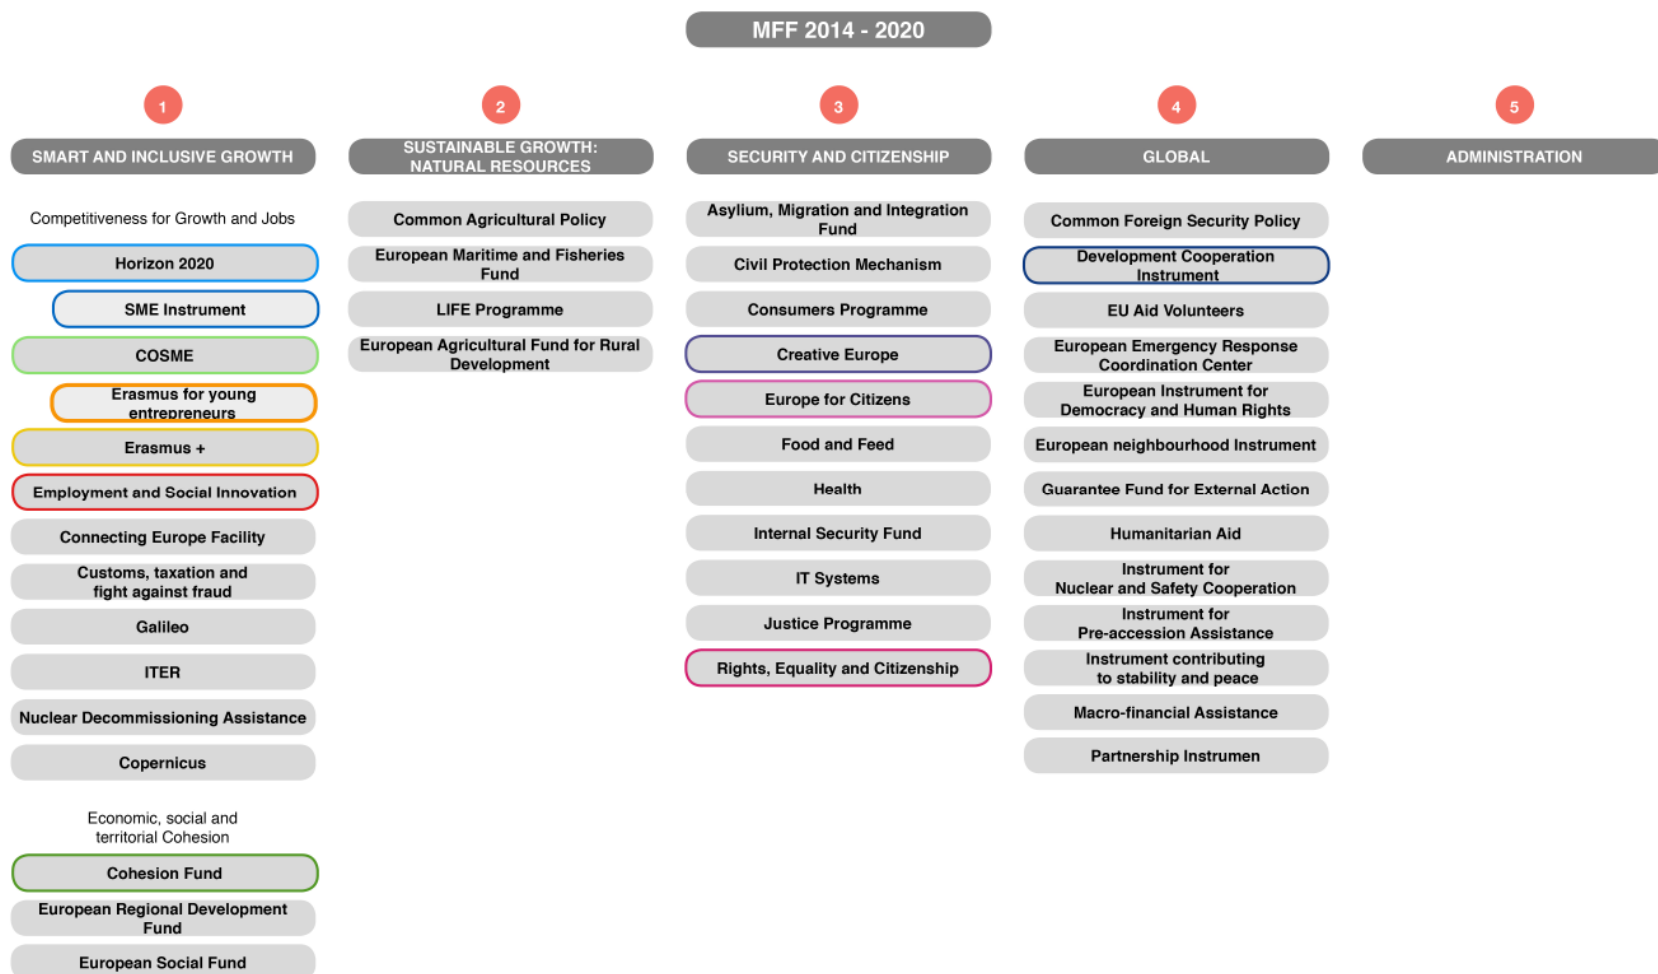 MFF 2014 - 2020
1
SMART AND INCLUSIVE GROWTH
Competitiveness for Growth and Jobs
Horizon 2020
SME Instrument
COSME
Erasmus for young
entrepreneurs
Erasmus +
Employment and Social Innovation
Connecting Europe Facility
Customs, taxation and
fight against fraud
Galileo
ITER
Nuclear Decommissioning Assistance
Copernicus
Economic, social and
territorial Cohesion
Cohesion Fund
European Regional Development
Fund
European Social Fund
2
SUSTAINABLE GROWTH:
NATURAL RESOURCES
Common Agricultural Policy
European Maritime and Fisheries
Fund
LIFE Programme
European Agricultural Fund for Rural
Development
3
SECURITY AND CITIZENSHIP
Asylum, Migration and Integration
Fund
Civil Protection Mechanism
Consumers Programme
Creative Europe
Europe for Citizens
Food and Feed
Health
Internal Security Fund
IT Systems
Justice Programme
Rights, Equality and Citizenship
4
GLOBAL
Common Foreign Security Policy
Development Cooperation
Instrument
EU Aid Volunteers
European Emergency Response
Coordination Center
European Instrument for
Democracy and Human Rights
European neighbourhood Instrument
Guarantee Fund for External Action
Humanitarian Aid
Instrument for
Nuclear and Safety Cooperation
Instrument for
Pre-accession Assistance
Instrument contributing
to stability and peace
Macro-financial Assistance
Partnership Instrumen
5
ADMINISTRATION